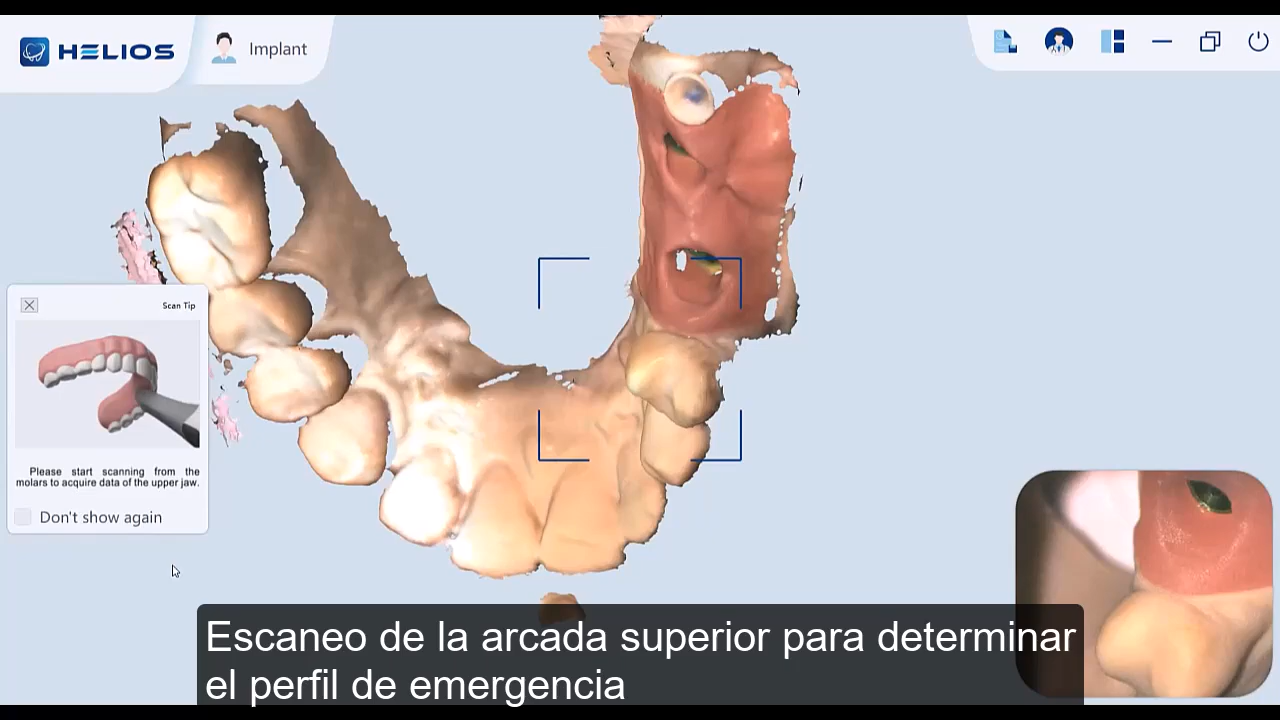 HELIOS
Implant
Scan Tip
Please start scanning from the
molars to acquire data of the upper jaw.
Don't show again
Escaneo de la arcada superior para determinar
el perfil de emergencia